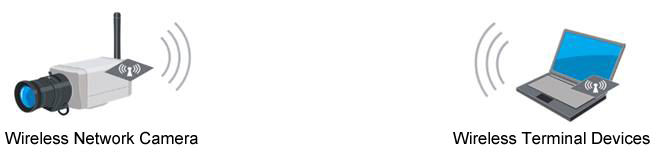 Wireless Network Camera
Wireless Terminal Devices